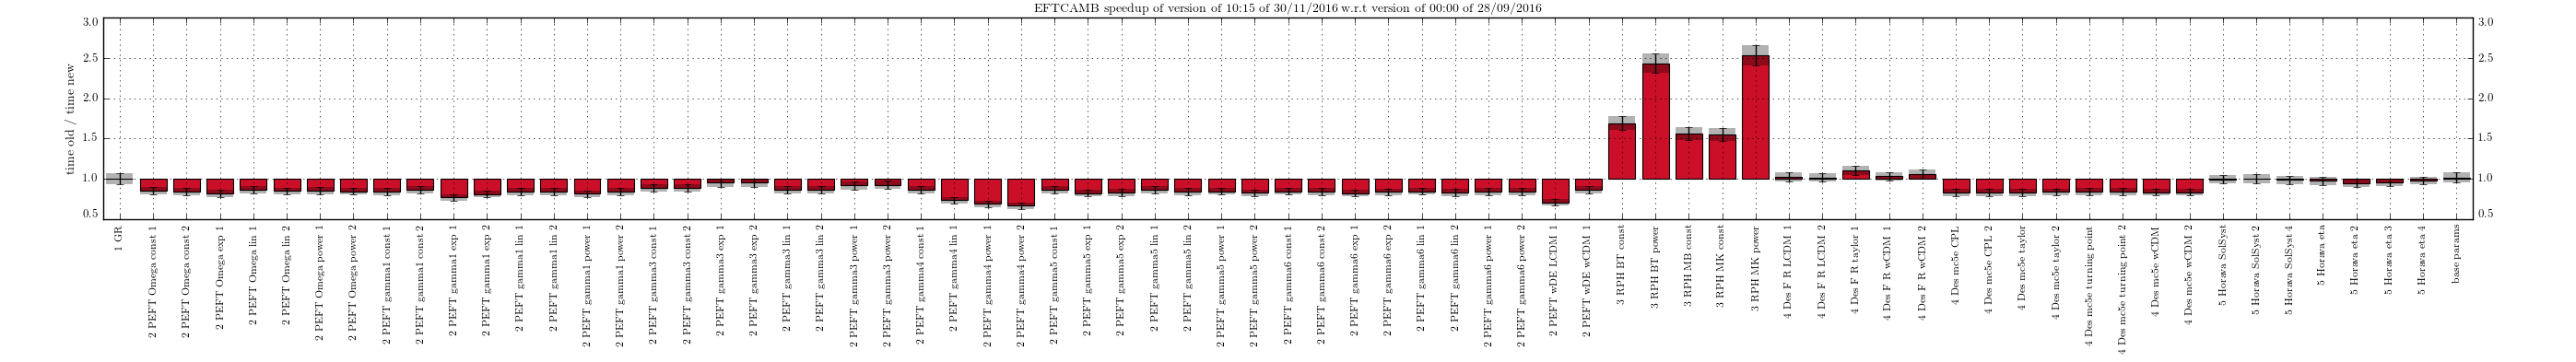 EFTCAMB speedup of version of 10:15 of 30/11/2016 w.r.t version of 00:00 of 28/09/2016
time old / time new
3.0
2.5
2.0
1.5
1.0
0.5
3.0
2.5
2.0
1.5
1.0
0.5
1 GR
2 PEFT Omega const 1
2 PEFT Omega const 2
2 PEFT Omega exp 1
2 PEFT Omega lin 1
2 PEFT Omega lin 2
2 PEFT Omega power 1
2 PEFT Omega power 2
2 PEFT gamma1 const 1
2 PEFT gamma1 const 2
2 PEFT gamma1 exp 1
2 PEFT gamma1 exp 2
2 PEFT gamma1 lin 1
2 PEFT gamma1 lin 2
2 PEFT gamma1 power 1
2 PEFT gamma1 power 2
2 PEFT gamma3 const 1
2 PEFT gamma3 const 2
2 PEFT gamma3 exp 1
2 PEFT gamma3 exp 2
2 PEFT gamma3 lin 1
2 PEFT gamma3 lin 2
2 PEFT gamma3 power 1
2 PEFT gamma3 power 2
2 PEFT gamma4 const 1
2 PEFT gamma4 lin 1
2 PEFT gamma4 power 1
2 PEFT gamma4 power 2
2 PEFT gamma5 const 1
2 PEFT gamma5 exp 1
2 PEFT gamma5 exp 2
2 PEFT gamma5 lin 1
2 PEFT gamma5 lin 2
2 PEFT gamma5 power 1
2 PEFT gamma5 power 2
2 PEFT gamma6 const 1
2 PEFT gamma6 const 2
2 PEFT gamma6 exp 1
2 PEFT gamma6 exp 2
2 PEFT gamma6 lin 1
2 PEFT gamma6 lin 2
2 PEFT gamma6 power 1
2 PEFT gamma6 power 2
2 PEFT wDE LCDM 1
2 PEFT wDE wCDM 1
3 RPH BT const
3 RPH BT power
3 RPH MB const
3 RPH MK const
3 RPH MK power
4 Des F R LCDM 1
4 Des F R LCDM 2
4 Des F R taylor 1
4 Des F R wCDM 1
4 Des F R wCDM 2
4 Des mc5e CPL
4 Des mc5e CPL 2
4 Des mc5e taylor
4 Des mc5e taylor 2
4 Des mc5e turning point
4 Des mc5e turning point 2
4 Des mc5e wCDM
4 Des mc5e wCDM 2
5 Horava SolSyst
5 Horava SolSyst 2
5 Horava SolSyst 4
5 Horava eta
5 Horava eta 2
5 Horava eta 3
5 Horava eta 4
base params